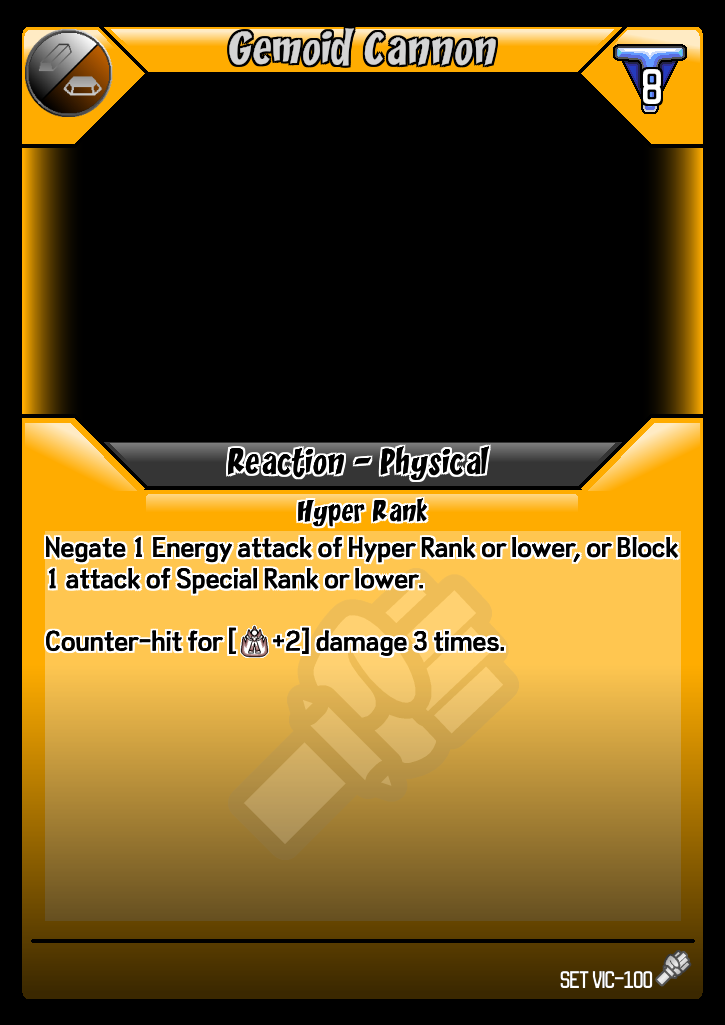 Gemoid Cannon
8
Reaction - Physical
Hyper Rank
Negate 1 Energy attack of Hyper Rank or lower, or Block
1 attack of Special Rank or lower.
Counter-hit for [ +2] damage 3 times.
SET VIC-100